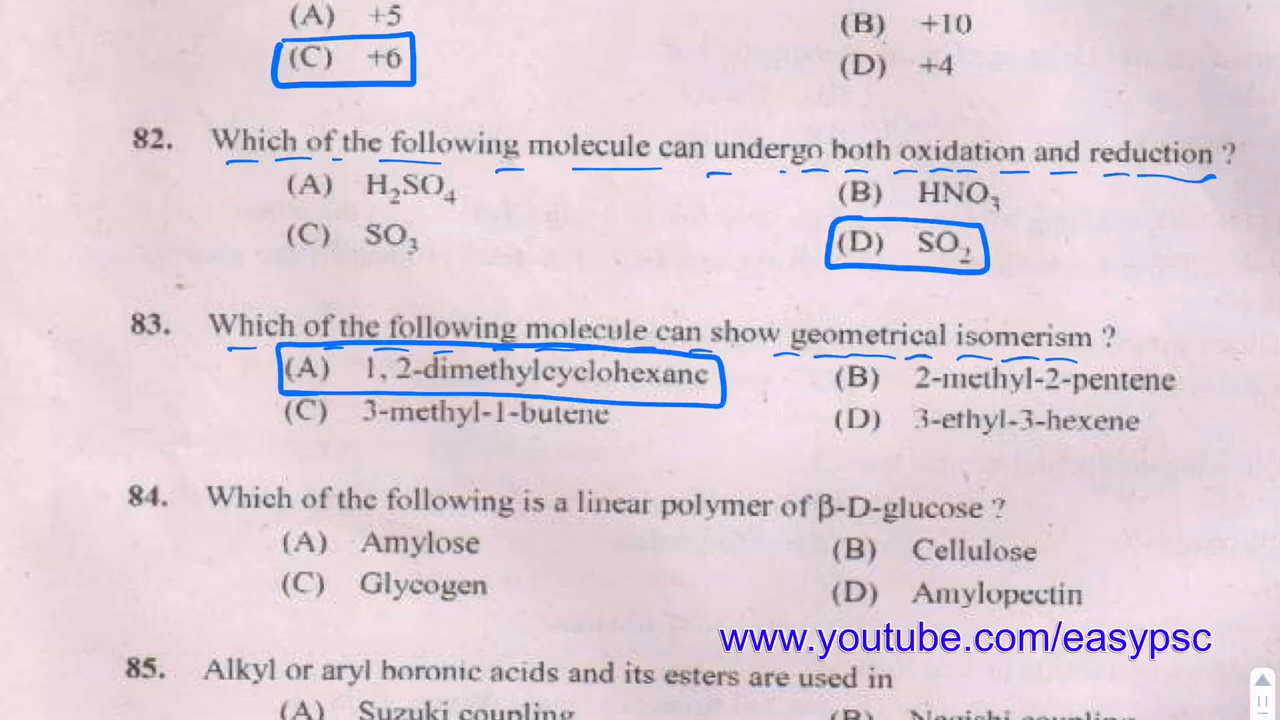 (A) +5 (B) +10
(C) +6 (D) +4
82. Which of the following molecule can undergo both oxidation and reduction ?
(A) H₂SO₄ (B) HNO₃
(C) SO₃ (D) SO₂
83. Which of the following molecule can show geometrical isomerism ?
(A) 1, 2-dimethylcyclohexane (B) 2-methyl-2-pentene
(C) 3-methyl-1-butene (D) 3-ethyl-3-hexene
84. Which of the following is a linear polymer of β-D-glucose ?
(A) Amylose (B) Cellulose
(C) Glycogen (D) Amylopectin
www.youtube.com/easypsc
85. Alkyl or aryl boronic acids and its esters are used in
(A) Suzuki coupling (B) Negishi coupling